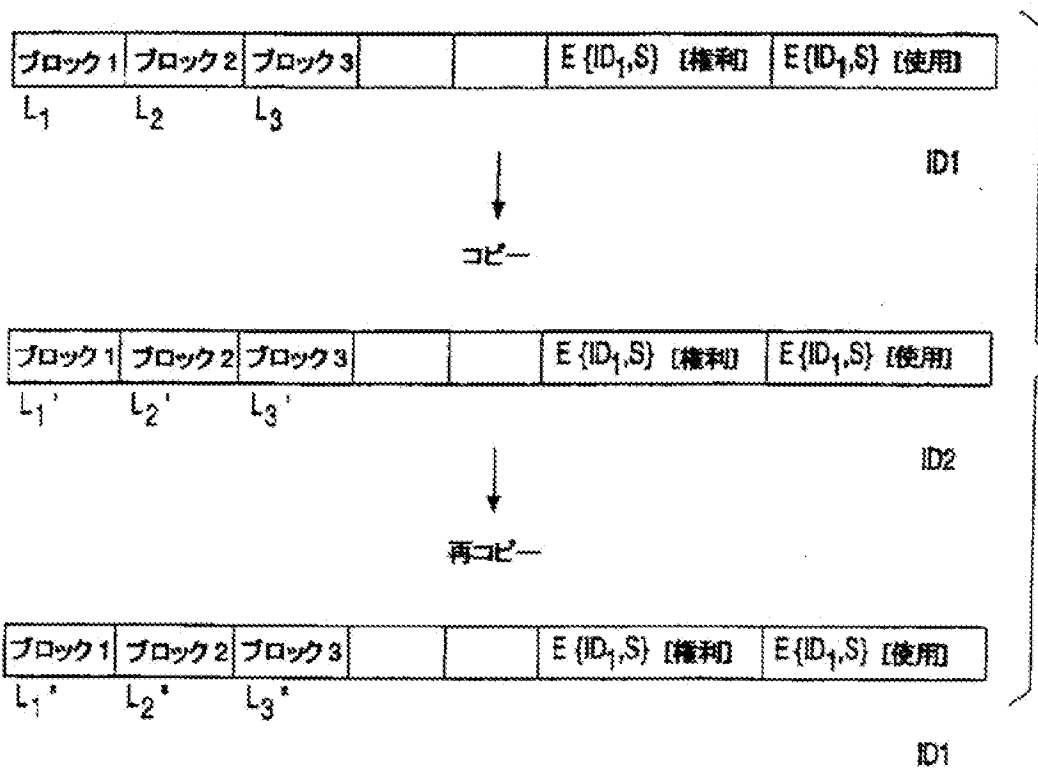 ブロック1 ブロック2 ブロック3 E {ID₁,S} [権利] E {ID₁,S} [使用]
L₁ L₂ L₃
ID1
コピー
ブロック1 ブロック2 ブロック3 E {ID₁,S} [権利] E {ID₁,S} [使用]
L₁' L₂' L₃'
ID2
再コピー
ブロック1 ブロック2 ブロック3 E {ID₁,S} [権利] E {ID₁,S} [使用]
L₁" L₂" L₃"
ID1